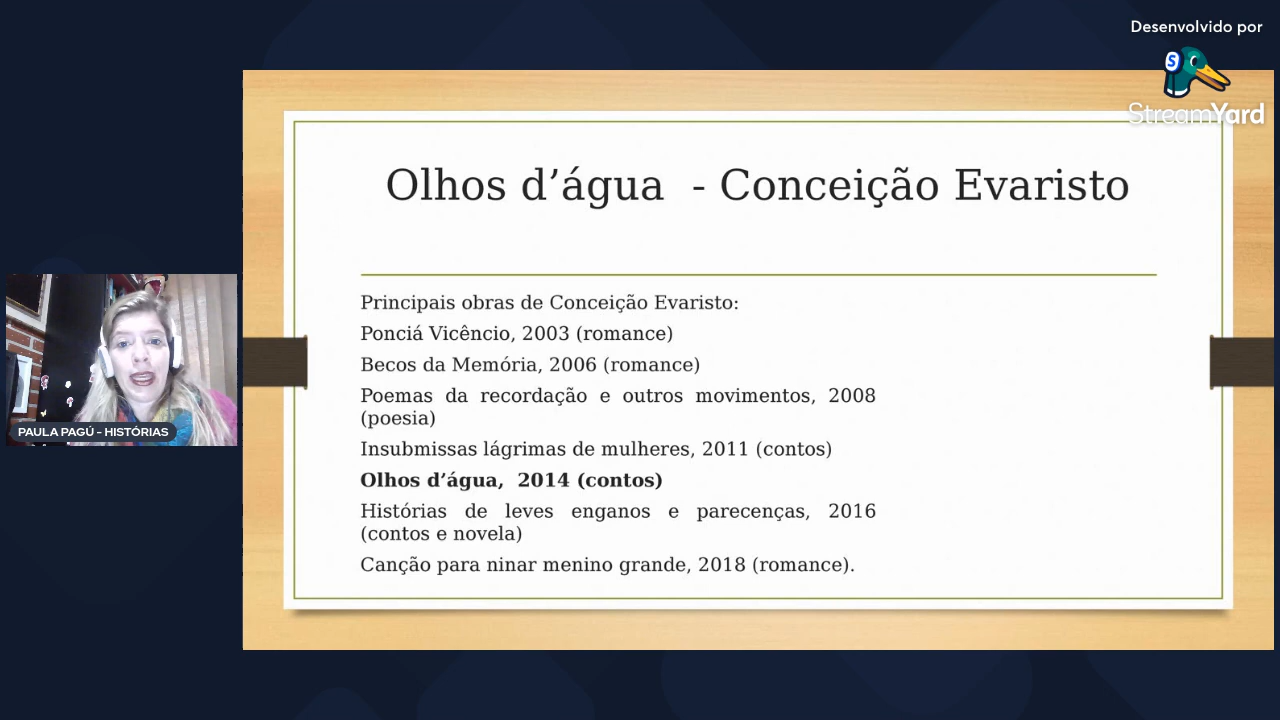 Desenvolvido por
StreamYard
Olhos d’água - Conceição Evaristo
Principais obras de Conceição Evaristo:
Ponciá Vicêncio, 2003 (romance)
Becos da Memória, 2006 (romance)
Poemas da recordação e outros movimentos, 2008
(poesia)
Insubmissas lágrimas de mulheres, 2011 (contos)
Olhos d’água, 2014 (contos)
Histórias de leves enganos e parecenças, 2016
(contos e novela)
Canção para ninar menino grande, 2018 (romance).
PAULA PAGÚ - HISTÓRIAS